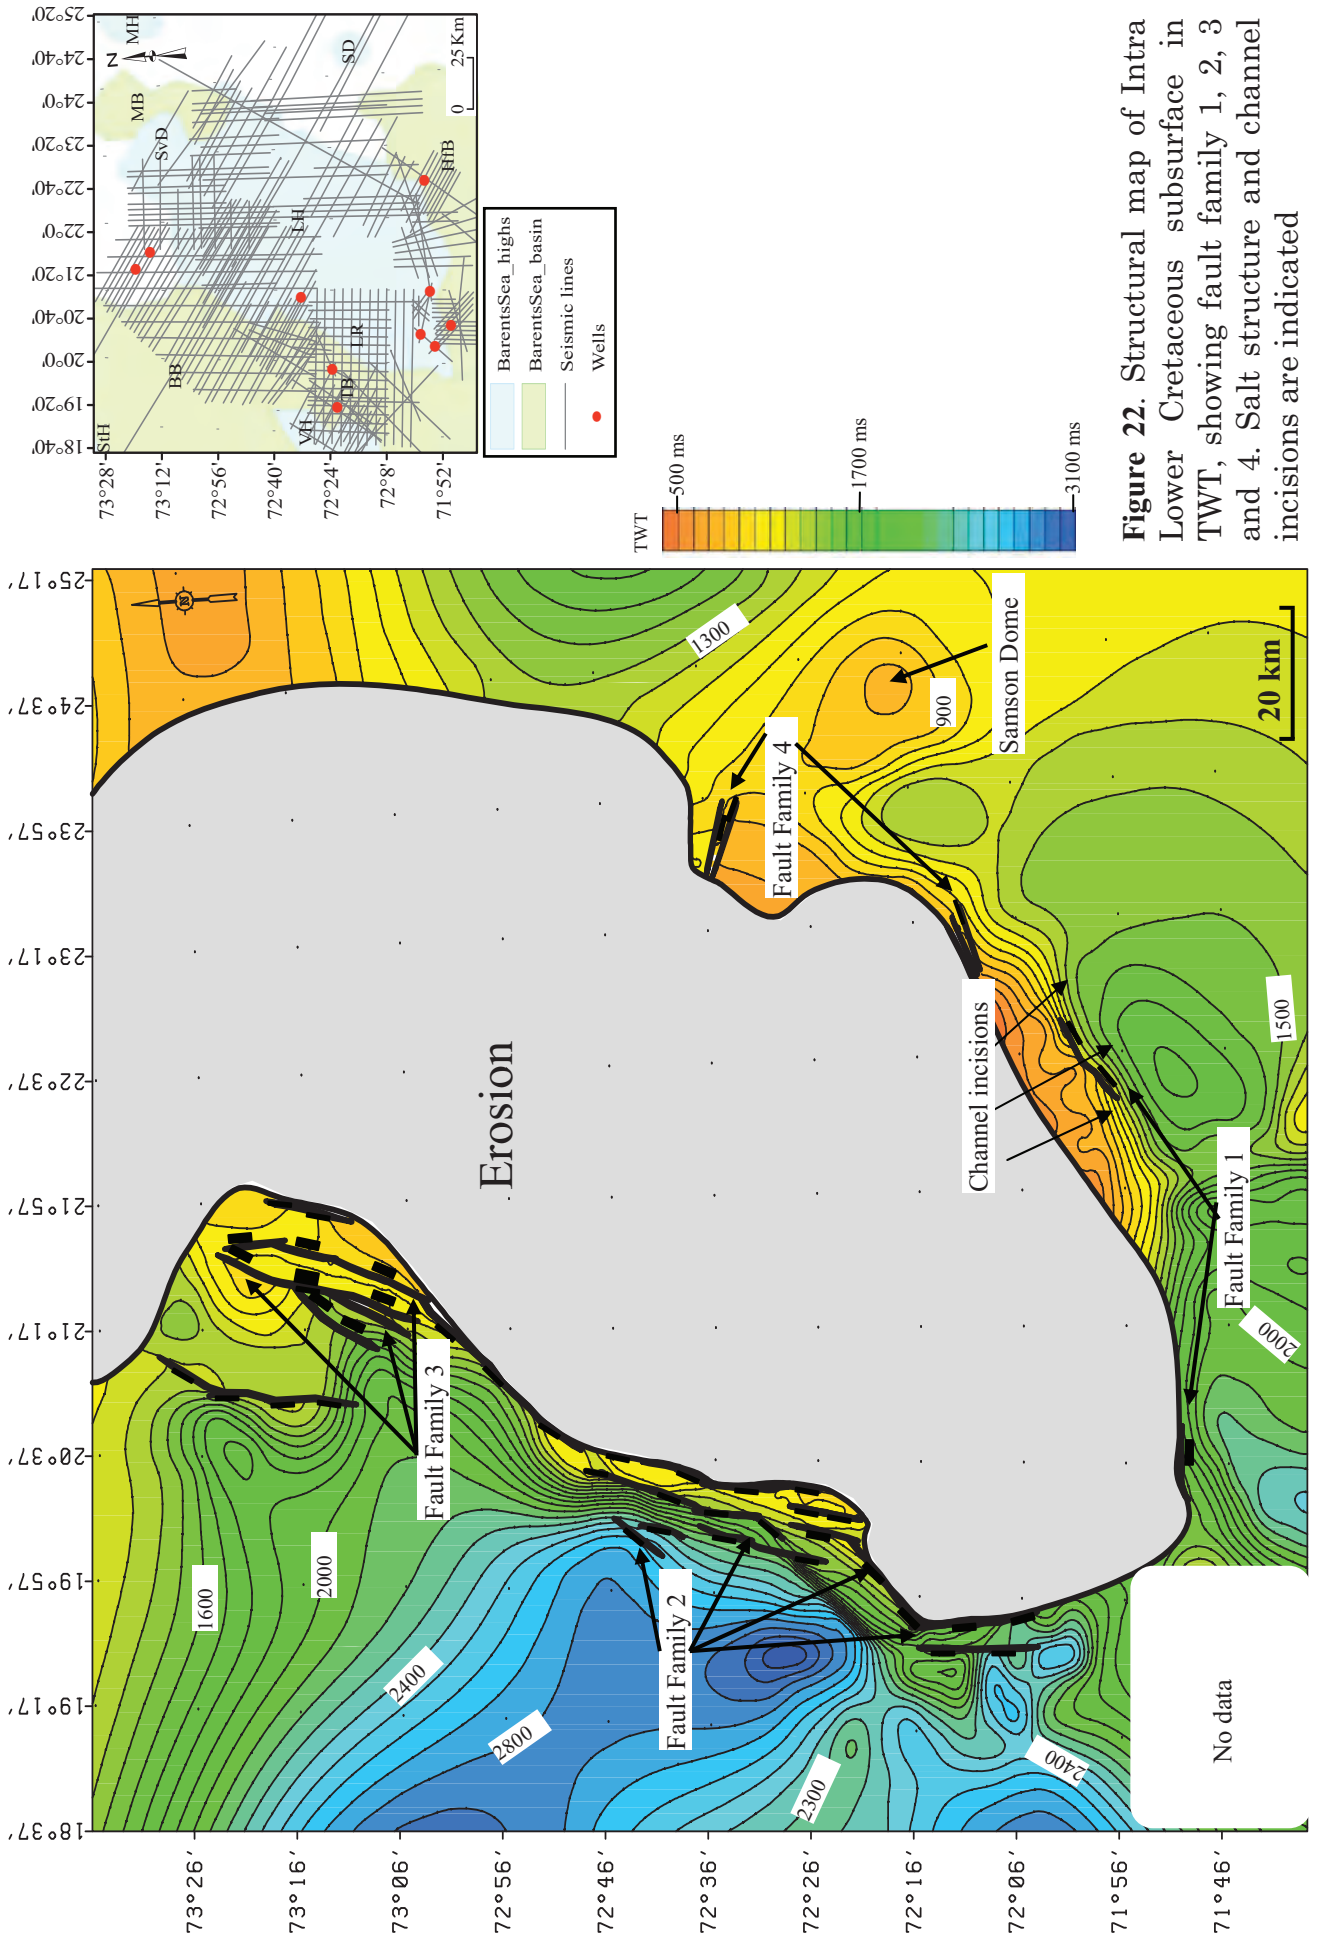 18°37'
19°17'
19°57'
20°37'
21°17'
21°57'
22°37'
23°17'
23°57'
24°37'
25°17'
73°26'
73°16'
73°06'
72°56'
72°46'
72°36'
72°26'
72°16'
72°06'
71°56'
71°46'
N
1600
2000
2400
Fault Family 3
Erosion
2800
Fault Family 2
1300
2300
Fault Family 4
900
Channel incisions
Samson Dome
2400
No data
Fault Family 1
2000
1500
20 km
18°40'
19°20'
20°0'
20°40'
21°20'
22°0'
22°40'
23°20'
24°0'
24°40'
25°20'
73°28'
73°12'
72°56'
72°40'
72°24'
72°8'
71°52'
StH
MH
Z
MB
SvD
BB
LH
VH
TB
LR
SD
HfB
0
25 Km
BarentsSea_highs
BarentsSea_basin
Seismic lines
Wells
TWT
500 ms
1700 ms
3100 ms
Figure 22. Structural map of Intra
Lower Cretaceous subsurface in
TWT, showing fault family 1, 2, 3
and 4. Salt structure and channel
incisions are indicated